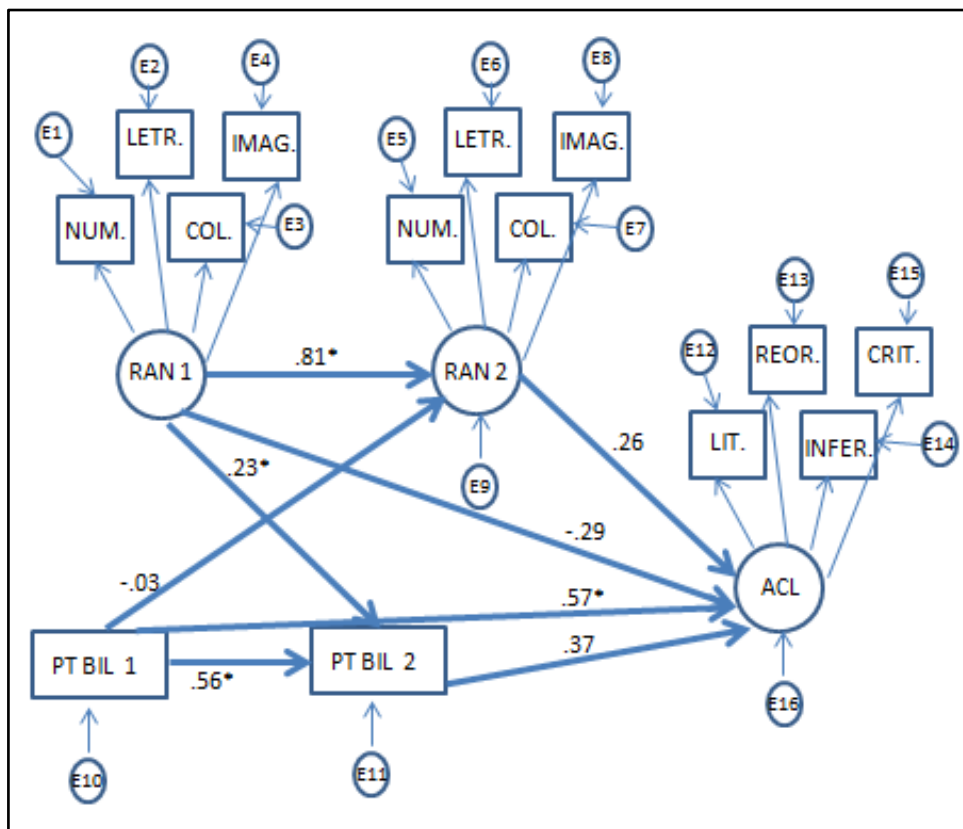 E2
E4
E6
E8
E1
LETR.
IMAG.
E5
LETR.
IMAG.
NUM.
COL.
E3
NUM.
COL.
E7
E13
E15
RAN 1
.81*
RAN 2
E12
REOR.
CRIT.
.26
LIT.
INFER.
E14
.23*
E9
-.29
-.03
ACL
.57*
PT BIL 1
.56*
PT BIL 2
.37
E16
E10
E11